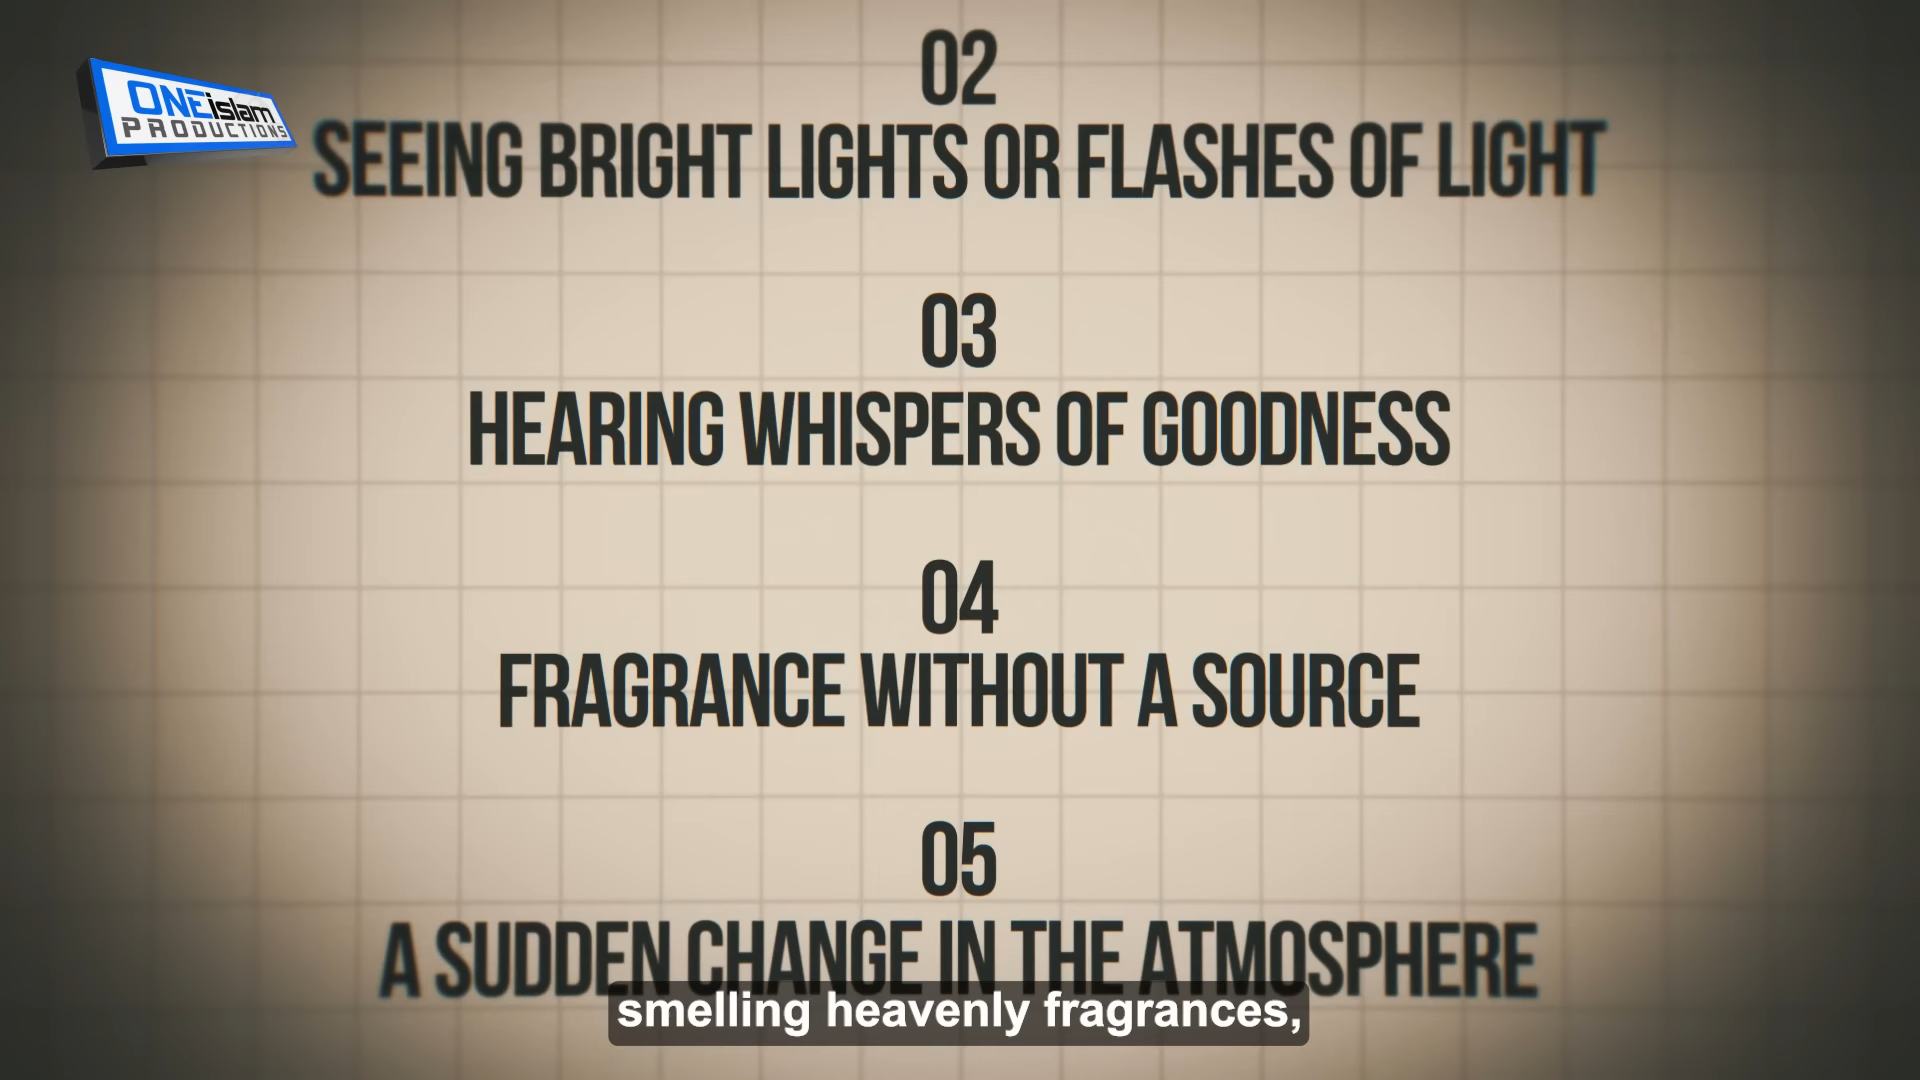 ONEislam
PRODUCTIONS
02
SEEING BRIGHT LIGHTS OR FLASHES OF LIGHT
03
HEARING WHISPERS OF GOODNESS
04
FRAGRANCE WITHOUT A SOURCE
05
A SUDDEN CHANGE IN THE ATMOSPHERE
smelling heavenly fragrances,